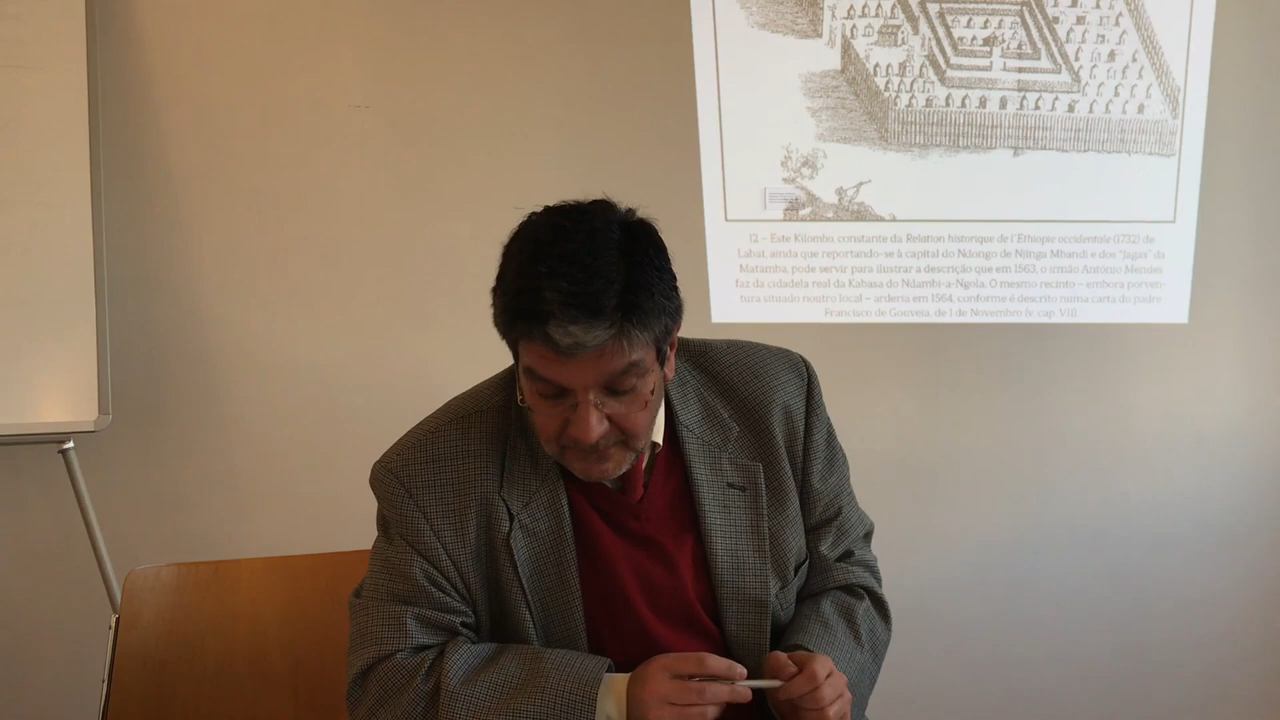 12 – Este Kilombo, constante da Relation historique de l'Éthiopie occidentale (1732) de
Labat, ainda que reportando-se à capital do Ndongo de Njinga Mbandi e dos "Jagas" da
Matamba, pode servir para ilustrar a descrição que em 1563, o irmão António Mendes
faz da cidadela real da Kabasa do Ndambi-a-Ngola. O mesmo recinto – embora porven-
tura situado noutro local – arderia em 1564, conforme é descrito numa carta do padre
Francisco de Gouveia, de 1 de Novembro (v. cap. VII).